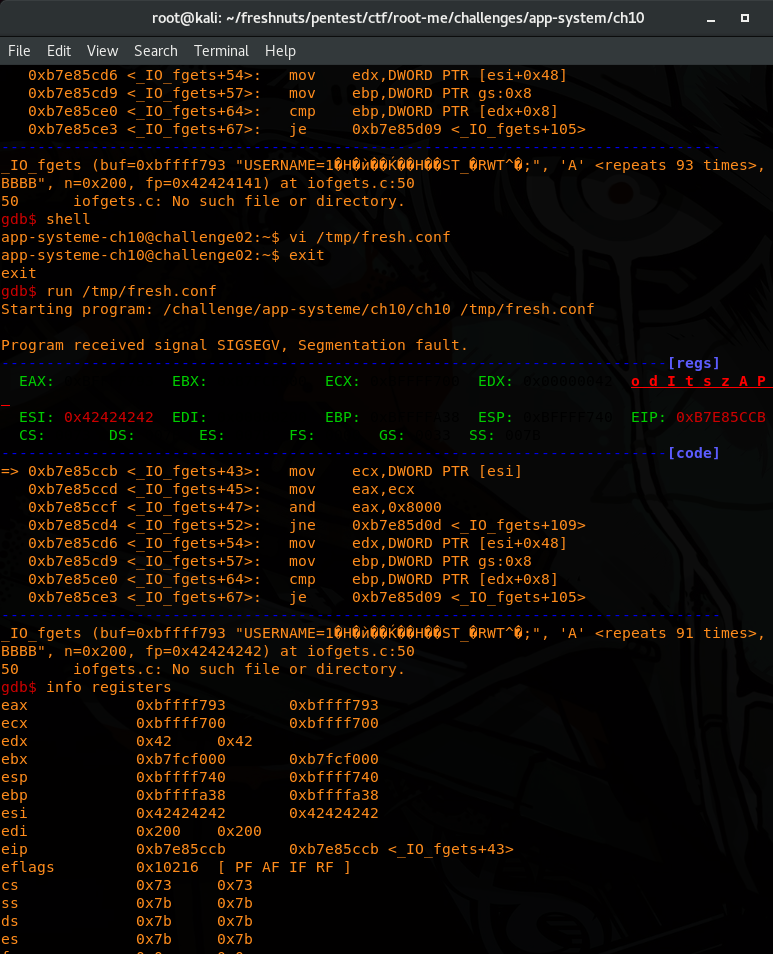 root@kali: ~/freshnuts/pentest/ctf/root-me/challenges/app-system/ch10
File Edit View Search Terminal Help
0xb7e85cd6 <_IO_fgets+54>: mov edx,DWORD PTR [esi+0x48]
0xb7e85cd9 <_IO_fgets+57>: mov ebp,DWORD PTR gs:0x8
0xb7e85ce0 <_IO_fgets+64>: cmp ebp,DWORD PTR [edx+0x8]
0xb7e85ce3 <_IO_fgets+67>: je 0xb7e85d09 <_IO_fgets+105>
_IO_fgets (buf=0xbffff793 "USERNAME=1�H�ѝ��Ḱ��H��ST_�RWT^�;", 'A' <repeats 93 times>,
BBBB", n=0x200, fp=0x42424141) at iofgets.c:50
50 iofgets.c: No such file or directory.
gdb$ shell
app-systeme-ch10@challenge02:~$ vi /tmp/fresh.conf
app-systeme-ch10@challenge02:~$ exit
exit
gdb$ run /tmp/fresh.conf
Starting program: /challenge/app-systeme/ch10/ch10 /tmp/fresh.conf
Program received signal SIGSEGV, Segmentation fault.
[regs]
EAX: EBX: ECX: EDX: 0x00000042 o d I t s z A P
_
ESI: 0x42424242 EDI: EBP: ESP: 0xBFFFF740 EIP: 0xB7E85CCB
CS: DS: ES: FS: GS: SS: 007B
[code]
=> 0xb7e85ccb <_IO_fgets+43>: mov ecx,DWORD PTR [esi]
0xb7e85ccd <_IO_fgets+45>: mov eax,ecx
0xb7e85ccf <_IO_fgets+47>: and eax,0x8000
0xb7e85cd4 <_IO_fgets+52>: jne 0xb7e85d0d <_IO_fgets+109>
0xb7e85cd6 <_IO_fgets+54>: mov edx,DWORD PTR [esi+0x48]
0xb7e85cd9 <_IO_fgets+57>: mov ebp,DWORD PTR gs:0x8
0xb7e85ce0 <_IO_fgets+64>: cmp ebp,DWORD PTR [edx+0x8]
0xb7e85ce3 <_IO_fgets+67>: je 0xb7e85d09 <_IO_fgets+105>
_IO_fgets (buf=0xbffff793 "USERNAME=1�H�ѝ��Ḱ��H��ST_�RWT^�;", 'A' <repeats 91 times>,
BBBB", n=0x200, fp=0x42424242) at iofgets.c:50
50 iofgets.c: No such file or directory.
gdb$ info registers
eax 0xbffff793 0xbffff793
ecx 0xbffff700 0xbffff700
edx 0x42 0x42
ebx 0xb7fcf000 0xb7fcf000
esp 0xbffff740 0xbffff740
ebp 0xbffffa38 0xbffffa38
esi 0x42424242 0x42424242
edi 0x200 0x200
eip 0xb7e85ccb 0xb7e85ccb <_IO_fgets+43>
eflags 0x10216 [ PF AF IF RF ]
cs 0x73 0x73
ss 0x7b 0x7b
ds 0x7b 0x7b
es 0x7b 0x7b